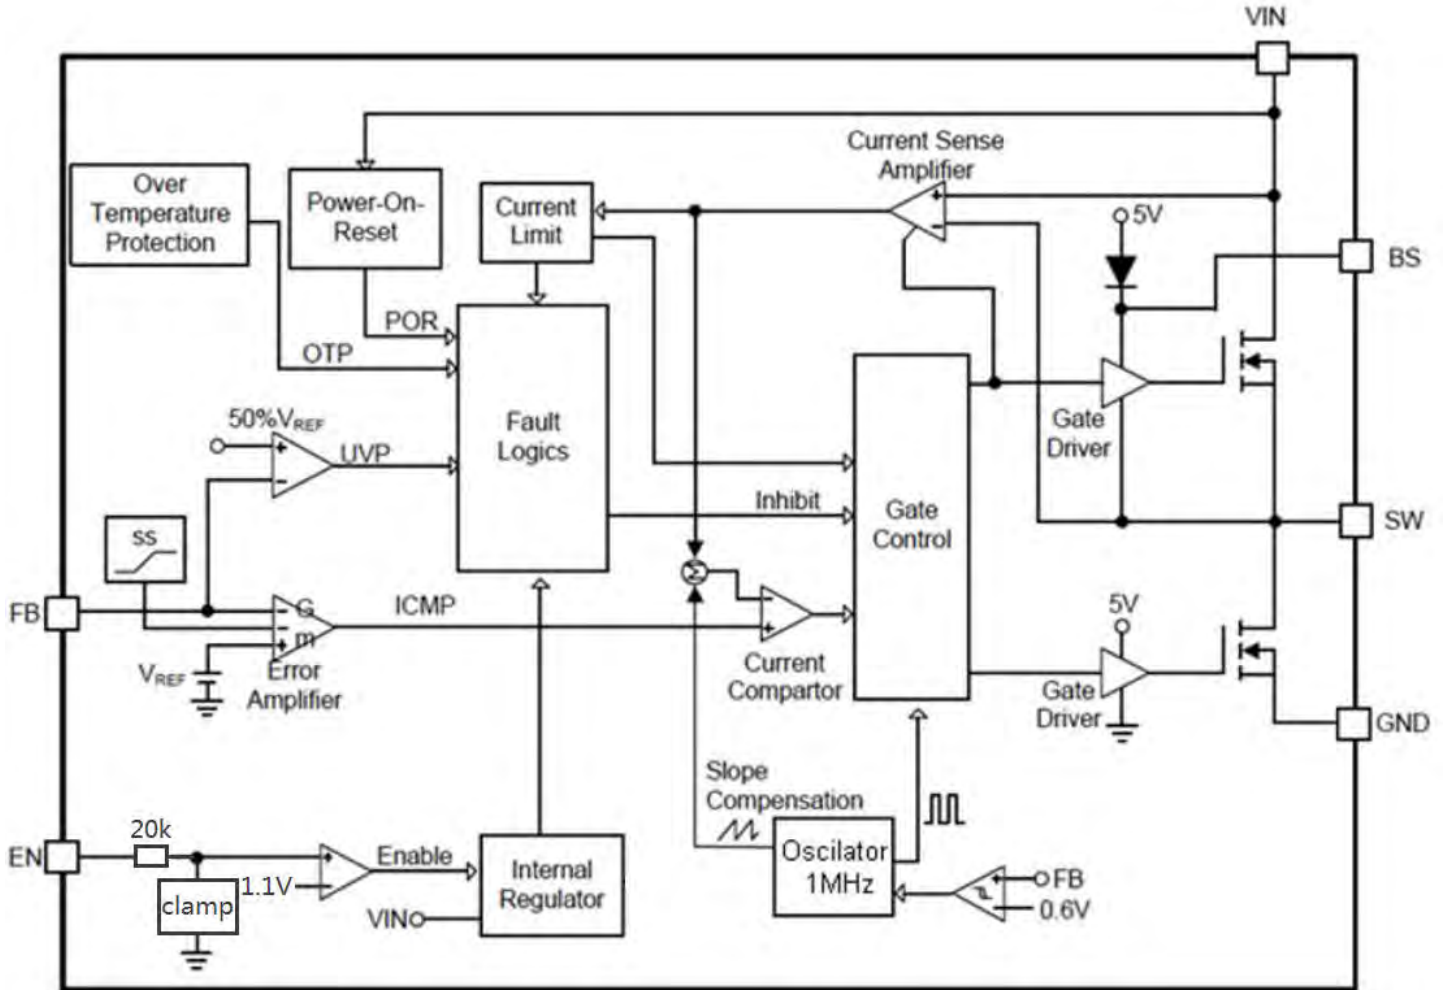 VIN
Current Sense
Amplifier
Over
Temperature
Protection
Power-On-
Reset
Current
Limit
5V
BS
POR
OTP
50%VREF
UVP
Fault
Logics
Gate
Driver
Inhibit
Gate
Control
SW
ss
Σ
FB
G
m
ICMP
VREF
Error
Amplifier
Current
Compartor
5V
Gate
Driver
GND
Slope
Compensation
20k
EN
1.1V
clamp
Enable
VIN
Internal
Regulator
Oscilator
1MHz
FB
0.6V